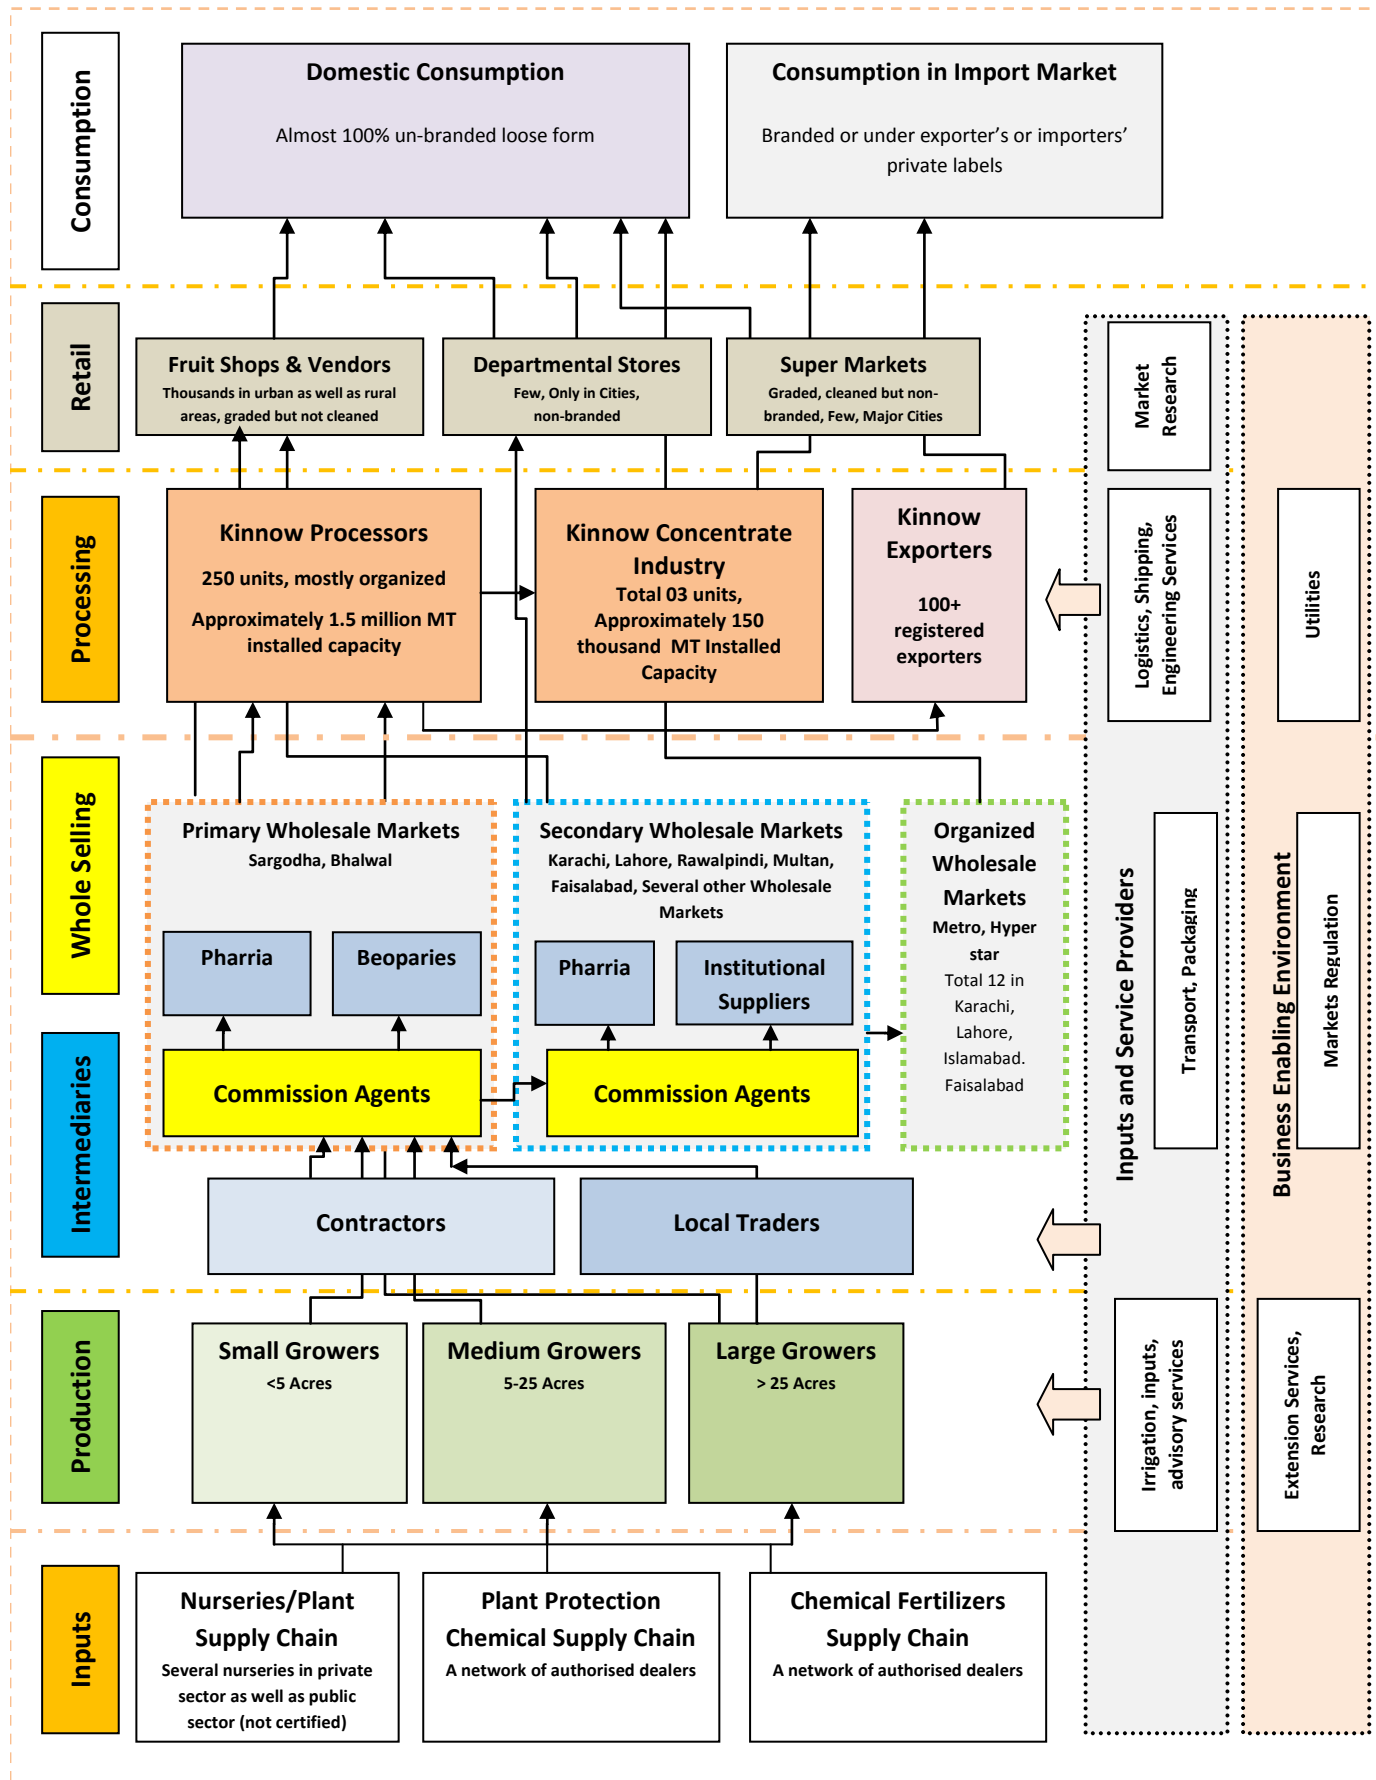 Consumption
Domestic Consumption
Almost 100% un-branded loose form
Consumption in Import Market
Branded or under exporter's or importers'
private labels
Retail
Fruit Shops & Vendors
Thousands in urban as well as rural
areas, graded but not cleaned
Departmental Stores
Few, Only in Cities,
non-branded
Super Markets
Graded, cleaned but non-
branded, Few, Major Cities
Market
Research
Processing
Kinnow Processors
250 units, mostly organized
Approximately 1.5 million MT
installed capacity
Kinnow Concentrate
Industry
Total 03 units,
Approximately 150
thousand  MT Installed
Capacity
Kinnow
Exporters
100+
registered
exporters
Logistics, Shipping,
Engineering Services
Utilities
Whole Selling
Primary Wholesale Markets
Sargodha, Bhalwal
Pharria
Beoparies
Commission Agents
Secondary Wholesale Markets
Karachi, Lahore, Rawalpindi, Multan,
Faisalabad, Several other Wholesale
Markets
Pharria
Institutional
Suppliers
Commission Agents
Organized
Wholesale
Markets
Metro, Hyper
star
Total 12 in
Karachi,
Lahore,
Islamabad.
Faisalabad
Inputs and Service Providers
Transport, Packaging
Business Enabling Environment
Markets Regulation
Intermediaries
Contractors
Local Traders
Production
Small Growers
<5 Acres
Medium Growers
5-25 Acres
Large Growers
> 25 Acres
Irrigation, inputs,
advisory services
Extension Services,
Research
Inputs
Nurseries/Plant
Supply Chain
Several nurseries in private
sector as well as public
sector (not certified)
Plant Protection
Chemical Supply Chain
A network of authorised dealers
Chemical Fertilizers
Supply Chain
A network of authorised dealers